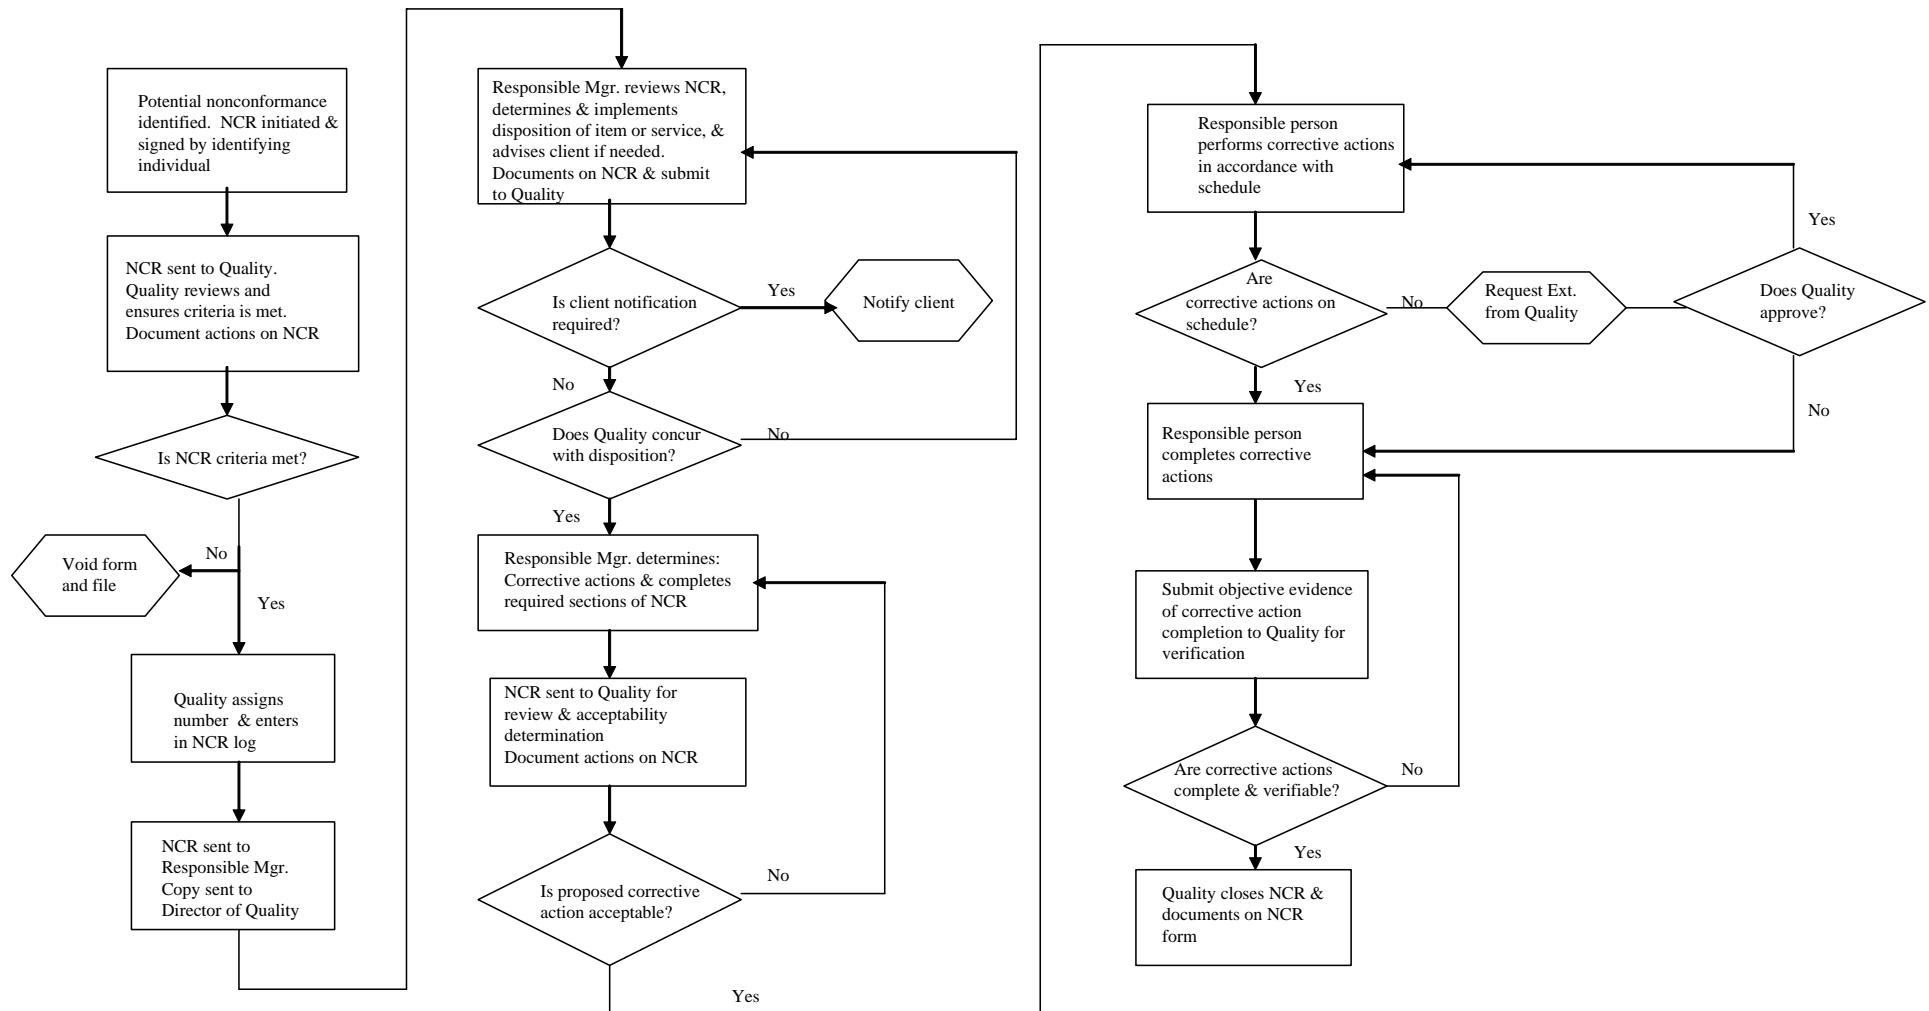 Potential nonconformance
identified.  NCR initiated &
signed by identifying
individual
NCR sent to Quality.
Quality reviews and
ensures criteria is met.
Document actions on NCR
Is NCR criteria met?
No
Void form
and file
Yes
Quality assigns
number  & enters
in NCR log
NCR sent to
Responsible Mgr.
Copy sent to
Director of Quality
Responsible Mgr. reviews NCR,
determines & implements
disposition of item or service, &
advises client if needed.
Documents on NCR & submit
to Quality
Is client notification
required?
Yes
Notify client
No
Does Quality concur
with disposition?
No
Yes
Responsible Mgr. determines:
Corrective actions & completes
required sections of NCR
NCR sent to Quality for
review & acceptability
determination
Document actions on NCR
Is proposed corrective
action acceptable?
No
Yes
Responsible person
performs corrective actions
in accordance with
schedule
Are
corrective actions on
schedule?
No
Request Ext.
from Quality
Does Quality
approve?
Yes
No
Yes
Responsible person
completes corrective
actions
Submit objective evidence
of corrective action
completion to Quality for
verification
Are corrective actions
complete & verifiable?
No
Yes
Quality closes NCR &
documents on NCR
form